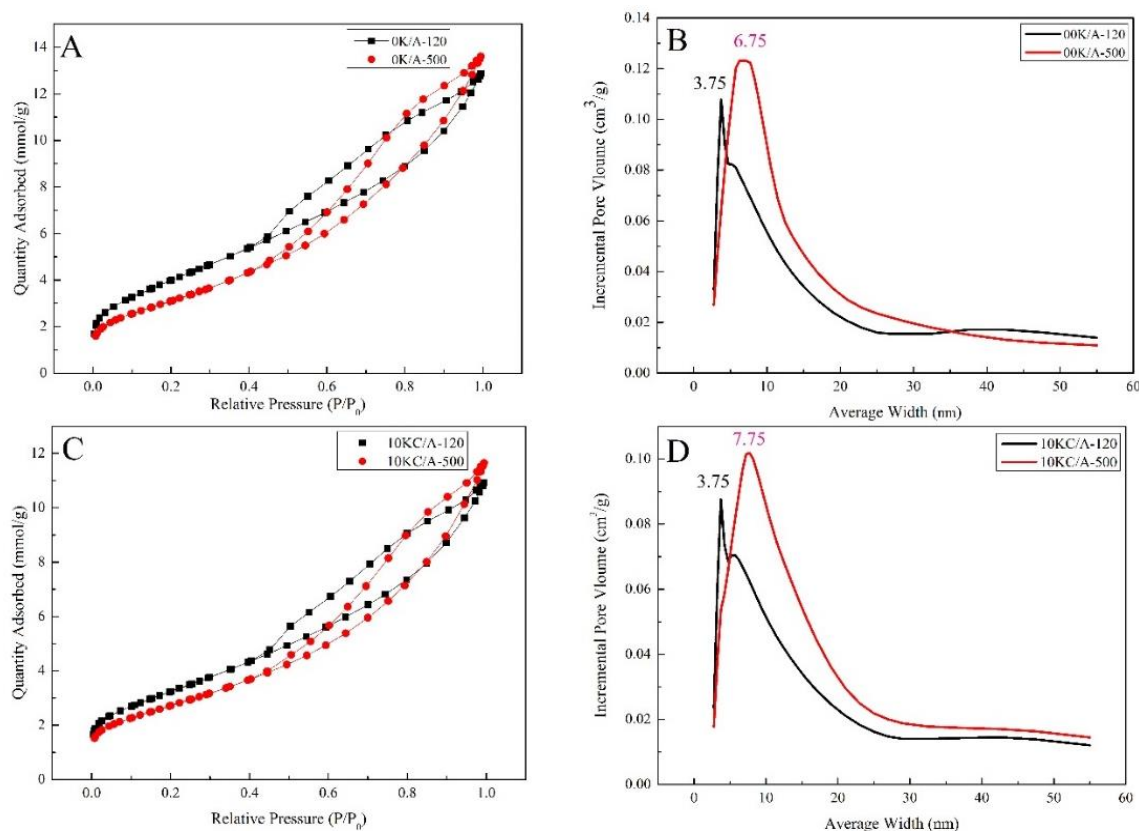 A
0K/A-120
0K/A-500
Quantity Adsorbed (mmol/g)
14
12
10
8
6
4
2
0
0.0 0.2 0.4 0.6 0.8 1.0
Relative Pressure (P/P0)
B
6.75
3.75
00K/A-120
00K/A-500
Incremental Pore Vloume (cm3/g)
0.14
0.12
0.10
0.08
0.06
0.04
0.02
0.00
0 10 20 30 40 50 60
Average Width (nm)
C
10KC/A-120
10KC/A-500
Quantity Adsorbed (mmol/g)
12
10
8
6
4
2
0
0.0 0.2 0.4 0.6 0.8 1.0
Relative Pressure (P/P0)
D
7.75
3.75
10KC/A-120
10KC/A-500
Incremental Pore Vloume (cm3/g)
0.10
0.08
0.06
0.04
0.02
0.00
0 10 20 30 40 50 60
Average Width (nm)